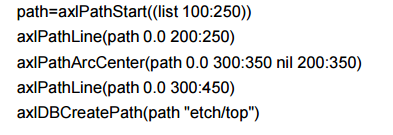 path=axlPathStart((list 100:250))
axlPathLine(path 0.0 200:250)
axlPathArcCenter(path 0.0 300:350 nil 200:350)
axlPathLine(path 0.0 300:450)
axlDBCreatePath(path "etch/top")